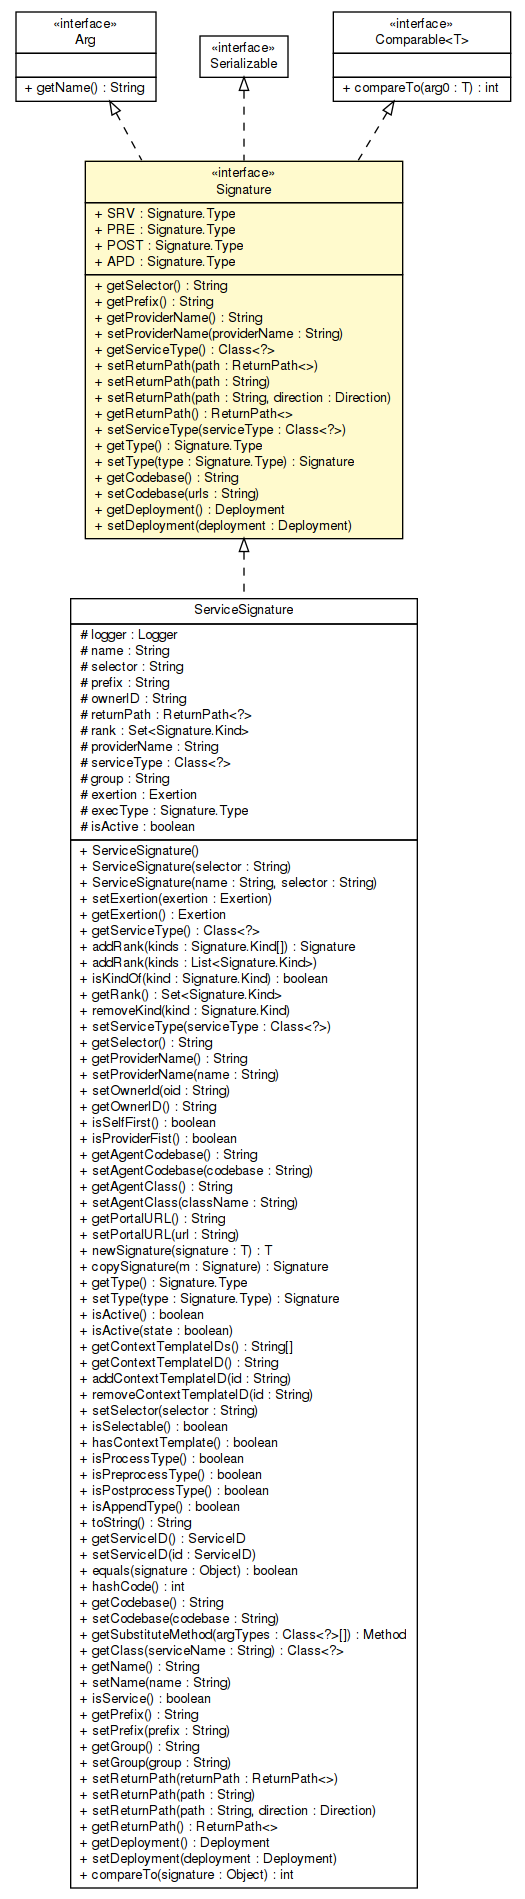 «interface»
Arg
+ getName() : String
«interface»
Serializable
«interface»
Comparable<T>
+ compareTo(arg0 : T) : int
«interface»
Signature
+ SRV : Signature.Type
+ PRE : Signature.Type
+ POST : Signature.Type
+ APD : Signature.Type
+ getSelector() : String
+ getPrefix() : String
+ getProviderName() : String
+ setProviderName(providerName : String)
+ getServiceType() : Class<?>
+ setReturnPath(path : ReturnPath<>)
+ setReturnPath(path : String)
+ setReturnPath(path : String, direction : Direction)
+ getReturnPath() : ReturnPath<>
+ setServiceType(serviceType : Class<?>)
+ getType() : Signature.Type
+ setType(type : Signature.Type) : Signature
+ getCodebase() : String
+ setCodebase(urls : String)
+ getDeployment() : Deployment
+ setDeployment(deployment : Deployment)
ServiceSignature
# logger : Logger
# name : String
# selector : String
# prefix : String
# ownerID : String
# returnPath : ReturnPath<?>
# rank : Set<Signature.Kind>
# providerName : String
# serviceType : Class<?>
# group : String
# exertion : Exertion
# execType : Signature.Type
# isActive : boolean
+ ServiceSignature()
+ ServiceSignature(selector : String)
+ ServiceSignature(name : String, selector : String)
+ setExertion(exertion : Exertion)
+ getExertion() : Exertion
+ getServiceType() : Class<?>
+ addRank(kinds : Signature.Kind[]) : Signature
+ addRank(kinds : List<Signature.Kind>)
+ isKindOf(kind : Signature.Kind) : boolean
+ getRank() : Set<Signature.Kind>
+ removeKind(kind : Signature.Kind)
+ setServiceType(serviceType : Class<?>)
+ getSelector() : String
+ getProviderName() : String
+ setProviderName(name : String)
+ setOwnerId(oid : String)
+ getOwnerID() : String
+ isSelfFirst() : boolean
+ isProviderFist() : boolean
+ getAgentCodebase() : String
+ setAgentCodebase(codebase : String)
+ getAgentClass() : String
+ setAgentClass(className : String)
+ getPortalURL() : String
+ setPortalURL(url : String)
+ newSignature(signature : T) : T
+ copySignature(m : Signature) : Signature
+ getType() : Signature.Type
+ setType(type : Signature.Type) : Signature
+ isActive() : boolean
+ isActive(state : boolean)
+ getContextTemplateIDs() : String[]
+ getContextTemplateID() : String
+ addContextTemplateID(id : String)
+ removeContextTemplateID(id : String)
+ setSelector(selector : String)
+ isSelectable() : boolean
+ hasContextTemplate() : boolean
+ isProcessType() : boolean
+ isPreprocessType() : boolean
+ isPostprocessType() : boolean
+ isAppendType() : boolean
+ toString() : String
+ getServiceID() : ServiceID
+ setServiceID(id : ServiceID)
+ equals(signature : Object) : boolean
+ hashCode() : int
+ getCodebase() : String
+ setCodebase(codebase : String)
+ getSubstituteMethod(argTypes : Class<?>[]) : Method
+ getClass(serviceName : String) : Class<?>
+ getName() : String
+ setName(name : String)
+ isService() : boolean
+ getPrefix() : String
+ setPrefix(prefix : String)
+ getGroup() : String
+ setGroup(group : String)
+ setReturnPath(returnPath : ReturnPath<>)
+ setReturnPath(path : String)
+ setReturnPath(path : String, direction : Direction)
+ getReturnPath() : ReturnPath<>
+ getDeployment() : Deployment
+ setDeployment(deployment : Deployment)
+ compareTo(signature : Object) : int